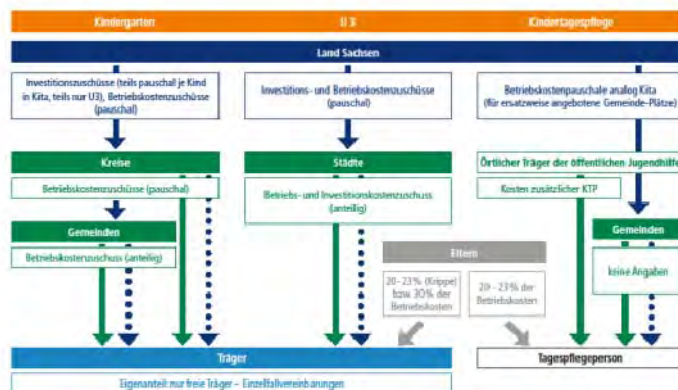 Kindergarten
U 3
Kindertagespflege
Land Sachsen
Investitionszuschüsse (teils pauschal je Kind
in Kita, teils nur U3), Betriebskostenzuschüsse
(pauschal)
Investitions- und Betriebskostenzuschüsse
(pauschal)
Betriebskostenpauschale analog Kita
(für ersatzweise angebotene Gemeinde-Plätze)
Kreise
Betriebskostenzuschüsse (pauschal)
Städte
Betriebs- und Investitionskostenzuschuss
(anteilig)
Örtlicher Träger der öffentlichen Jugendhilfe
Kosten zusätzlicher KTP
Gemeinden
Betriebskostenzuschuss (anteilig)
Gemeinden
keine Angaben
Eltern
20-23% (Krippe)
bzw. 30% der
Betriebskosten
20-23% der
Betriebskosten
Träger
Eigenanteil: nur freie Träger – Einzelfallvereinbarungen
Tagespflegeperson